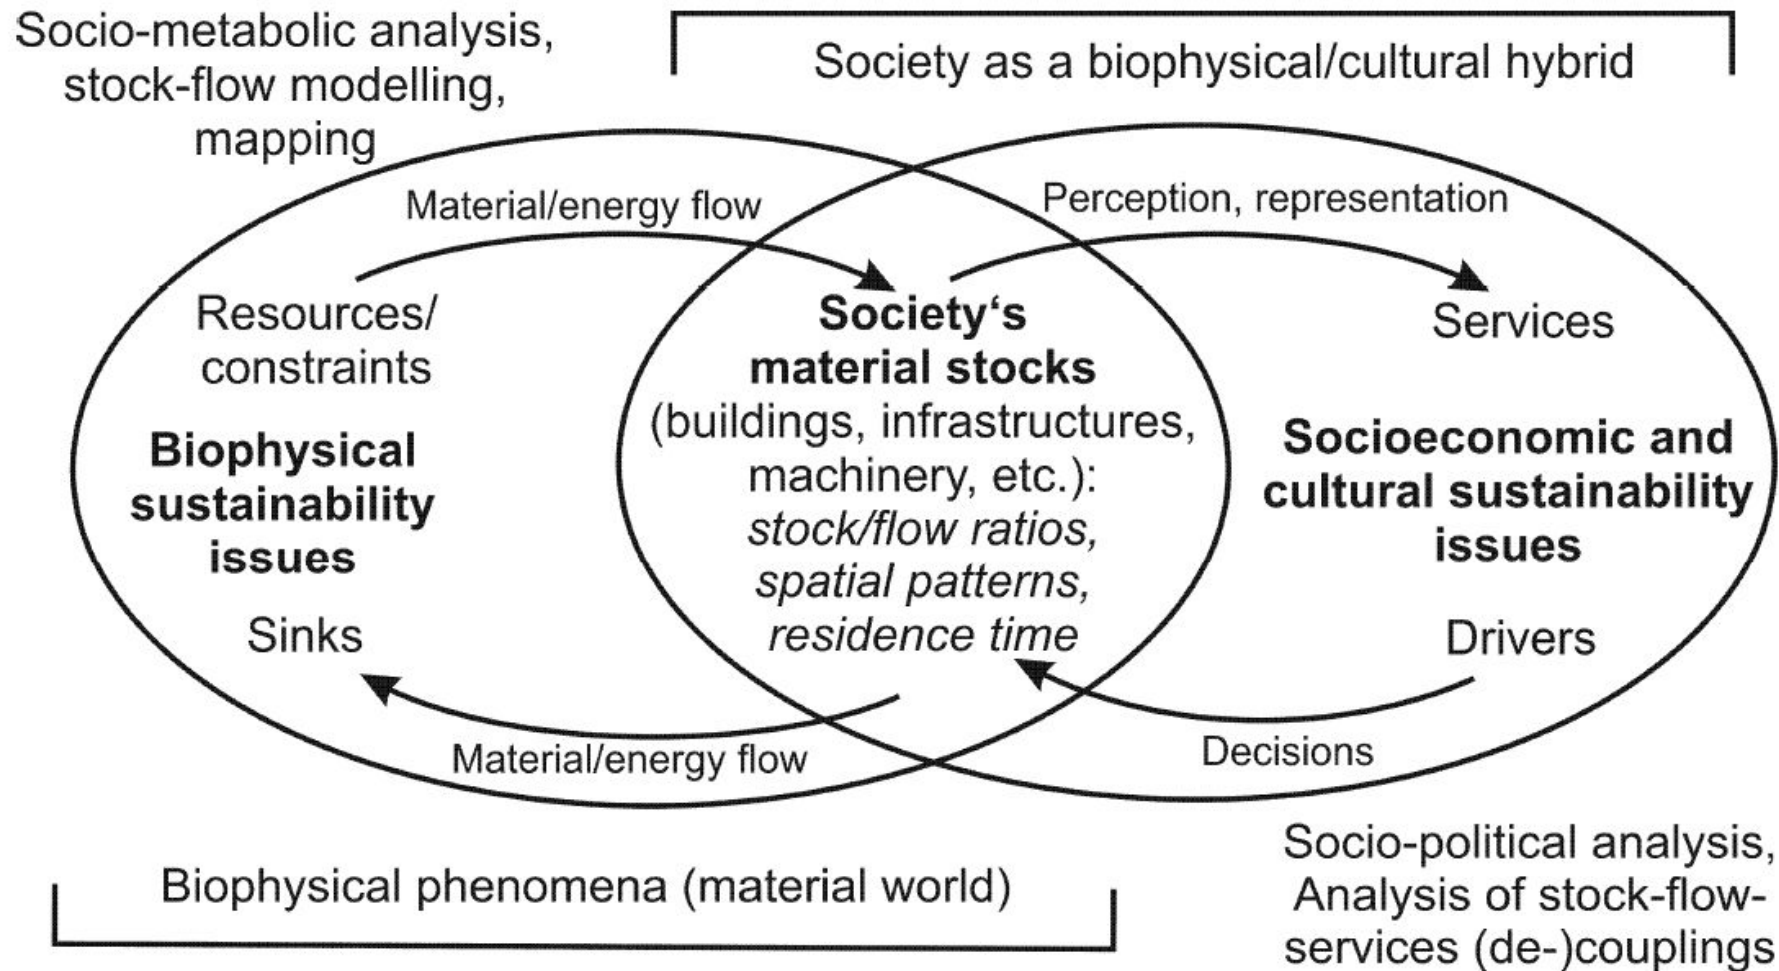 Socio-metabolic analysis,
stock-flow modelling,
mapping
Society as a biophysical/cultural hybrid
Material/energy flow
Perception, representation
Resources/
constraints
Biophysical
sustainability
issues
Sinks
Society‘s
material stocks
(buildings, infrastructures,
machinery, etc.):
stock/flow ratios,
spatial patterns,
residence time
Services
Socioeconomic and
cultural sustainability
issues
Drivers
Material/energy flow
Decisions
Biophysical phenomena (material world)
Socio-political analysis,
Analysis of stock-flow-
services (de-)couplings